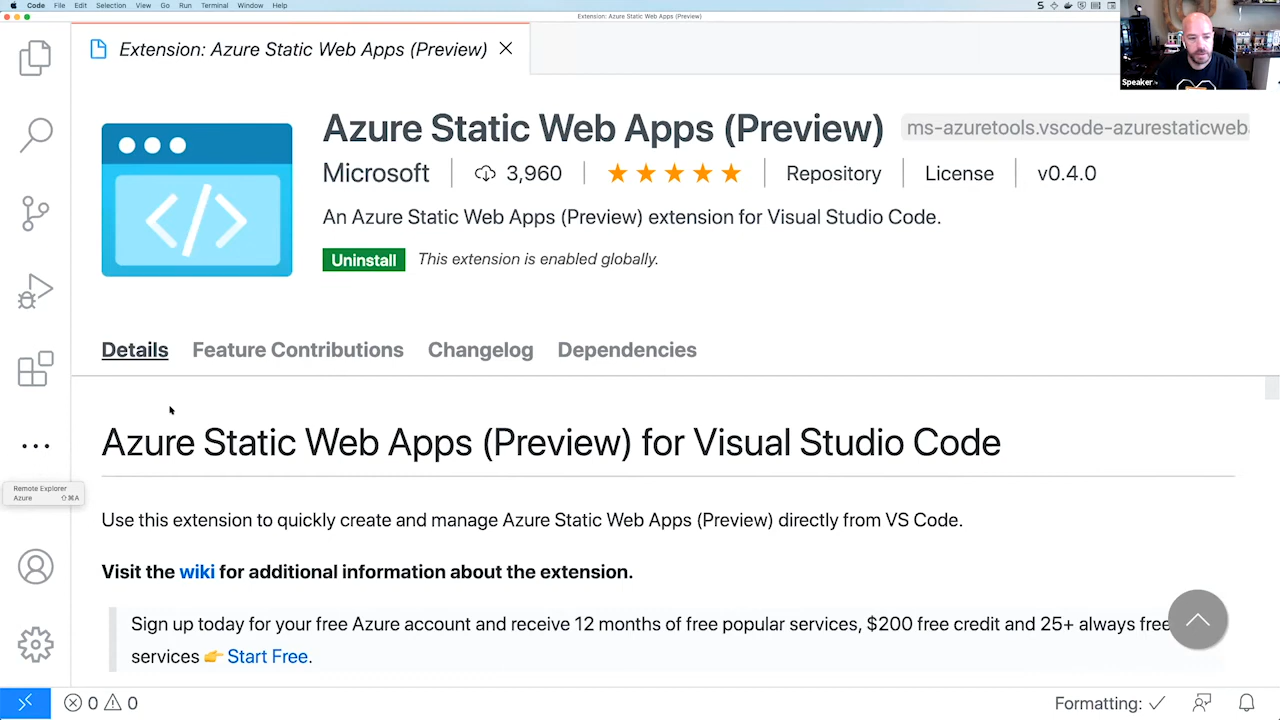 Code File Edit Selection View Go Run Terminal Window Help
Extension: Azure Static Web Apps (Preview)
Extension: Azure Static Web Apps (Preview)
Speaker
Azure Static Web Apps (Preview)
ms-azuretools.vscode-azurestaticweb
Microsoft
3,960
Repository
License
v0.4.0
An Azure Static Web Apps (Preview) extension for Visual Studio Code.
Uninstall
This extension is enabled globally.
Details
Feature Contributions
Changelog
Dependencies
Azure Static Web Apps (Preview) for Visual Studio Code
Remote Explorer
Azure ⇧⌘A
Use this extension to quickly create and manage Azure Static Web Apps (Preview) directly from VS Code.
Visit the wiki for additional information about the extension.
Sign up today for your free Azure account and receive 12 months of free popular services, $200 free credit and 25+ always free
services 👉 Start Free.
0
0
Formatting: ✓